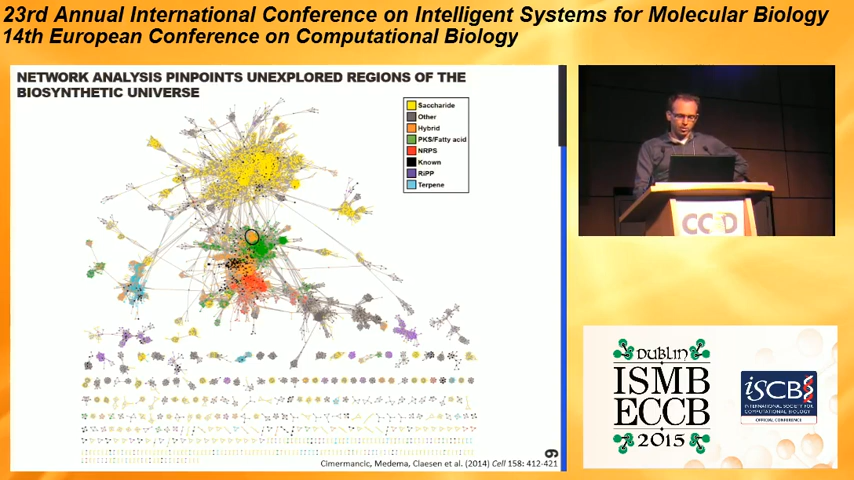 23rd Annual International Conference on Intelligent Systems for Molecular Biology
14th European Conference on Computational Biology
NETWORK ANALYSIS PINPOINTS UNEXPLORED REGIONS OF THE
BIOSYNTHETIC UNIVERSE
Saccharide
Other
Hybrid
PKS/Fatty acid
NRPS
Known
RiPP
Terpene
9
Cimermancic, Medema, Claesen et al. (2014) Cell 158: 412-421
DUBLIN
ISMB
ECCB
2015
iSCB
INTERNATIONAL SOCIETY FOR
COMPUTATIONAL BIOLOGY
OFFICIAL CONFERENCE